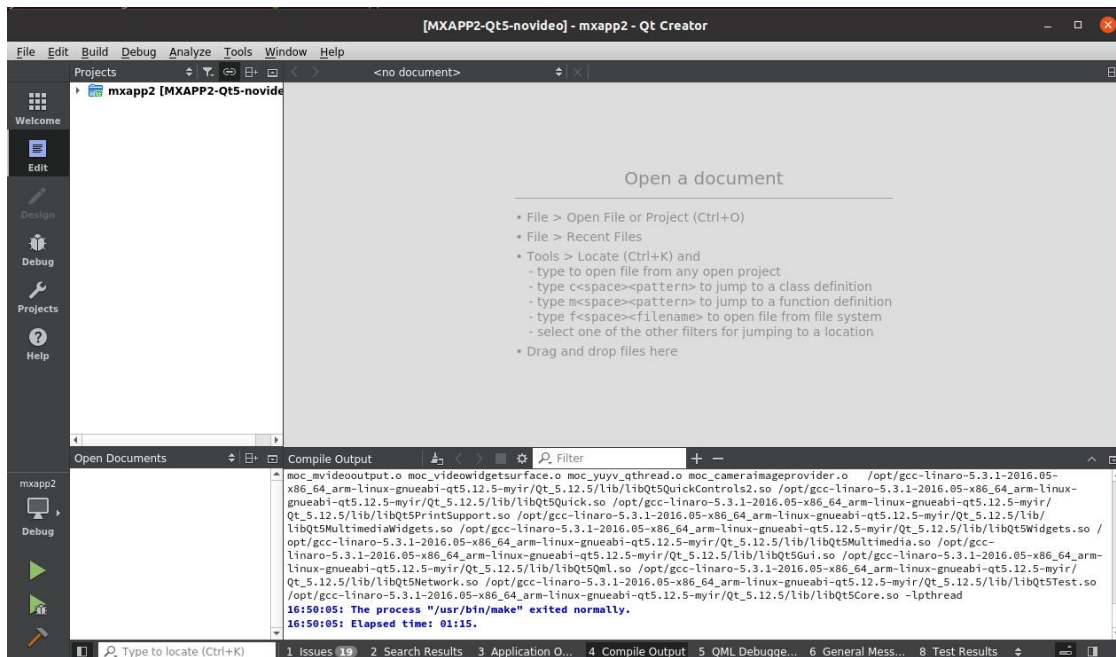 [MXAPP2-Qt5-novideo] - mxapp2 - Qt Creator
File Edit Build Debug Analyze Tools Window Help
Projects
<no document>
mxapp2 [MXAPP2-Qt5-novide
Welcome
Edit
Design
Debug
Projects
Help
Open a document
• File > Open File or Project (Ctrl+O)
• File > Recent Files
• Tools > Locate (Ctrl+K) and
- type to open file from any open project
- type c<space><pattern> to jump to a class definition
- type m<space><pattern> to jump to a function definition
- type f<space><filename> to open file from file system
- select one of the other filters for jumping to a location
• Drag and drop files here
Open Documents
Compile Output
Filter
mxapp2
Debug
moc_mvideooutput.o moc_videowidgetsurface.o moc_yuyv_qthread.o moc_cameraimageprovider.o /opt/gcc-linaro-5.3.1-2016.05-
x86_64_arm-linux-gnueabi-qt5.12.5-myir/Qt_5.12.5/lib/libQt5QuickControls2.so /opt/gcc-linaro-5.3.1-2016.05-x86_64_arm-linux-
gnueabi-qt5.12.5-myir/Qt_5.12.5/lib/libQt5Quick.so /opt/gcc-linaro-5.3.1-2016.05-x86_64_arm-linux-gnueabi-qt5.12.5-myir/
Qt_5.12.5/lib/libQt5PrintSupport.so /opt/gcc-linaro-5.3.1-2016.05-x86_64_arm-linux-gnueabi-qt5.12.5-myir/Qt_5.12.5/lib/
libQt5MultimediaWidgets.so /opt/gcc-linaro-5.3.1-2016.05-x86_64_arm-linux-gnueabi-qt5.12.5-myir/Qt_5.12.5/lib/libQt5Widgets.so /
opt/gcc-linaro-5.3.1-2016.05-x86_64_arm-linux-gnueabi-qt5.12.5-myir/Qt_5.12.5/lib/libQt5Multimedia.so /opt/gcc-
linaro-5.3.1-2016.05-x86_64_arm-linux-gnueabi-qt5.12.5-myir/Qt_5.12.5/lib/libQt5Gui.so /opt/gcc-linaro-5.3.1-2016.05-x86_64_arm-
linux-gnueabi-qt5.12.5-myir/Qt_5.12.5/lib/libQt5Qml.so /opt/gcc-linaro-5.3.1-2016.05-x86_64_arm-linux-gnueabi-qt5.12.5-myir/
Qt_5.12.5/lib/libQt5Network.so /opt/gcc-linaro-5.3.1-2016.05-x86_64_arm-linux-gnueabi-qt5.12.5-myir/Qt_5.12.5/lib/libQt5Test.so
/opt/gcc-linaro-5.3.1-2016.05-x86_64_arm-linux-gnueabi-qt5.12.5-myir/Qt_5.12.5/lib/libQt5Core.so -lpthread
16:50:05: The process "/usr/bin/make" exited normally.
16:50:05: Elapsed time: 01:15.
Type to locate (Ctrl+K)
1 Issues 19 2 Search Results 3 Application O... 4 Compile Output 5 QML Debugge... 6 General Mess... 8 Test Results